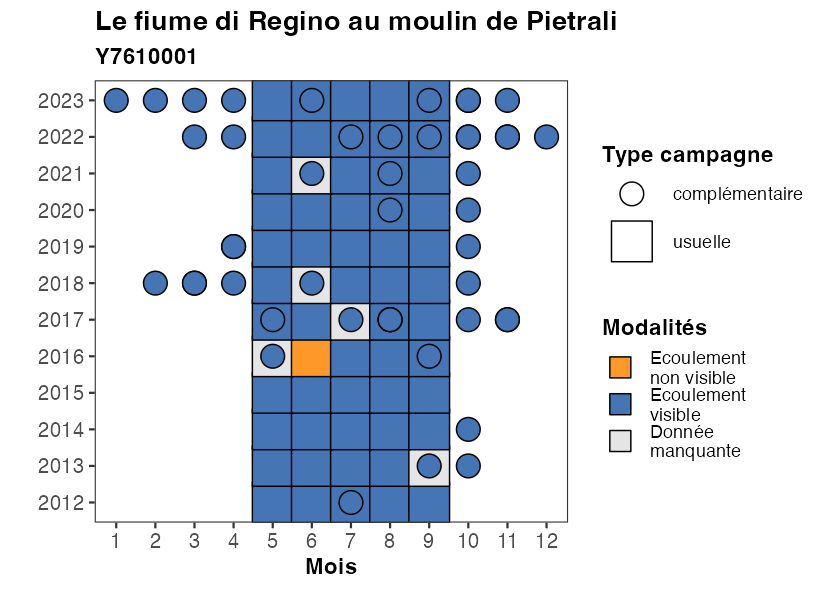 Le fiume di Regino au moulin de Pietrali
Y7610001
2023
2022
2021
2020
2019
2018
2017
2016
2015
2014
2013
2012
1 2 3 4 5 6 7 8 9 10 11 12
Mois
Type campagne
complémentaire
usuelle
Modalités
Ecoulement
non visible
Ecoulement
visible
Donnée
manquante